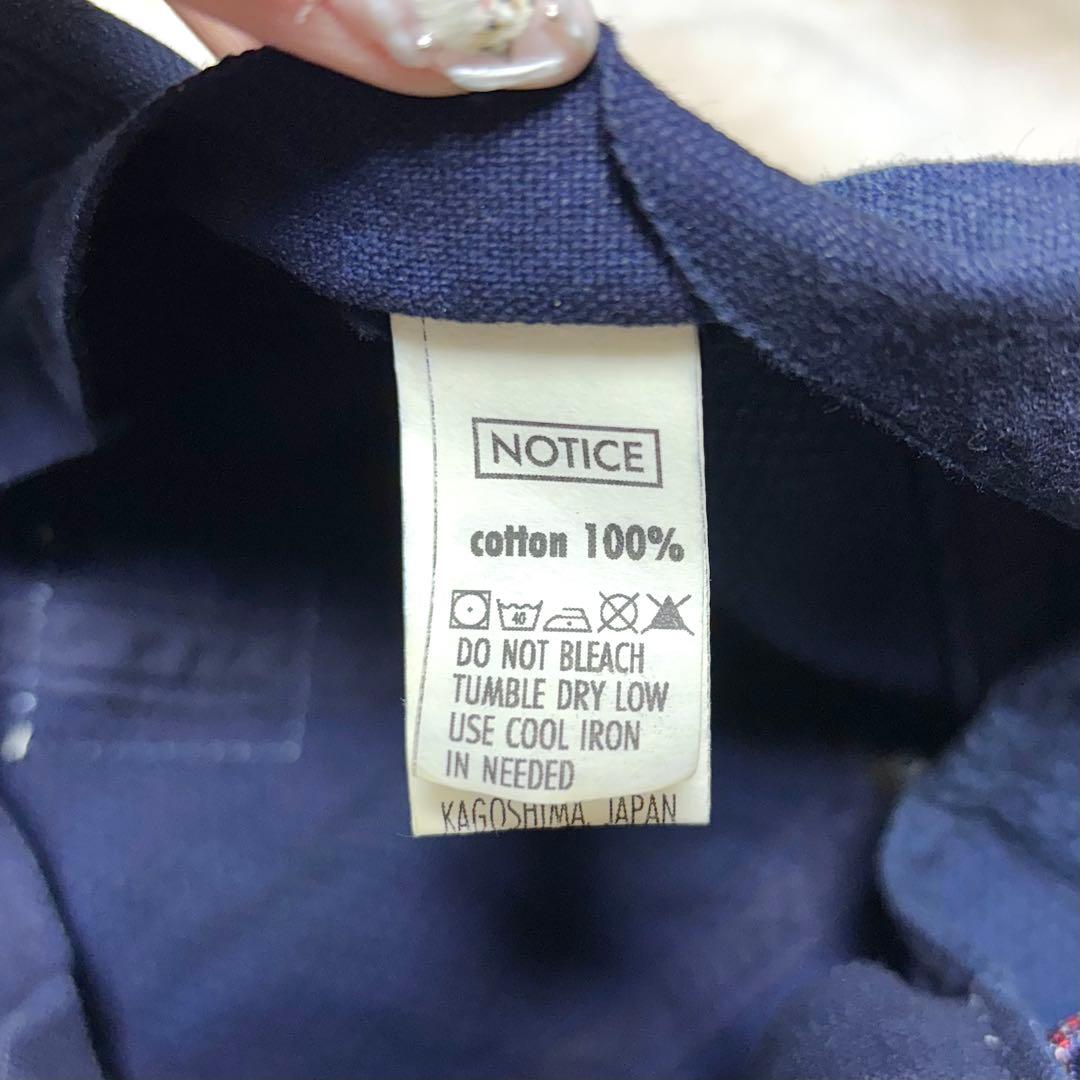 NOTICE
cotton 100%
40
DO NOT BLEACH
TUMBLE DRY LOW
USE COOL IRON
IN NEEDED
KAGOSHIMA, JAPAN